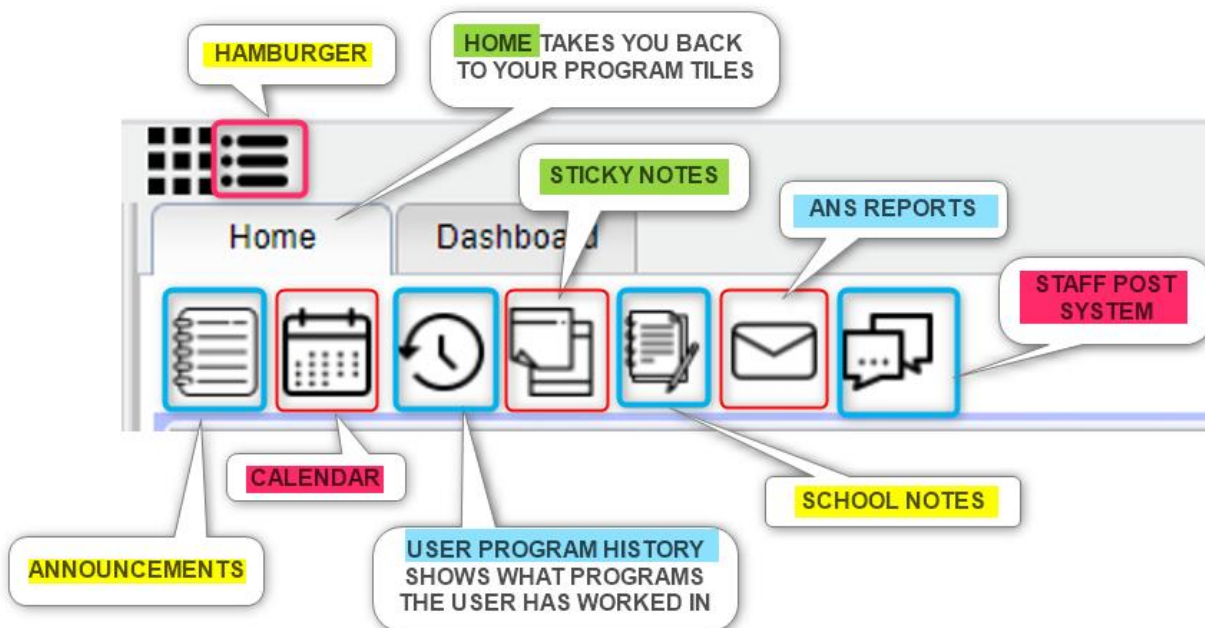 HAMBURGER
HOME TAKES YOU BACK
TO YOUR PROGRAM TILES
STICKY NOTES
ANS REPORTS
Home
Dashboard
STAFF POST
SYSTEM
CALENDAR
SCHOOL NOTES
ANNOUNCEMENTS
USER PROGRAM HISTORY
SHOWS WHAT PROGRAMS
THE USER HAS WORKED IN